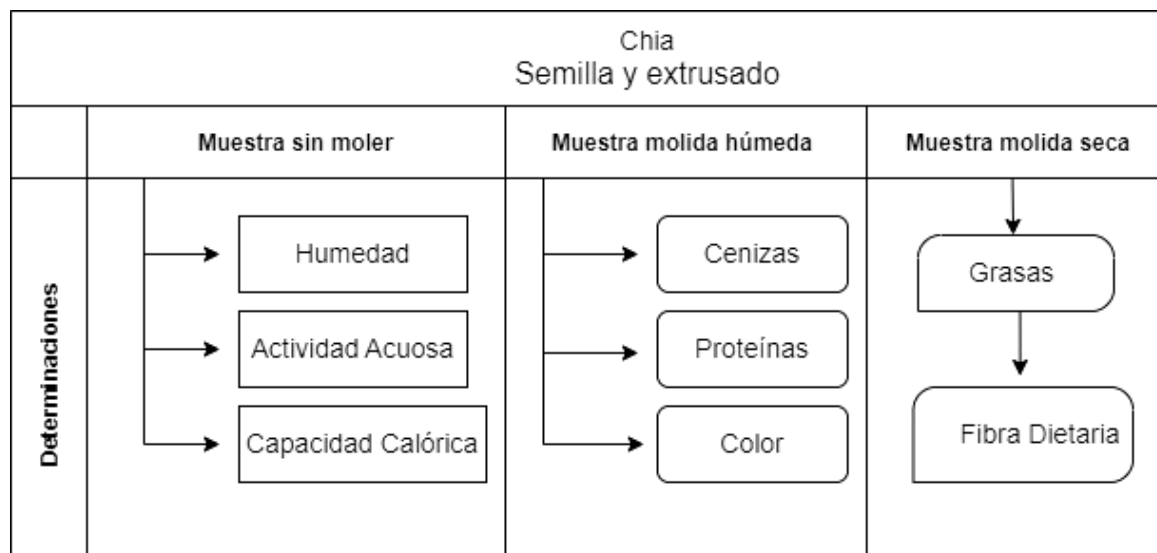 Chia
Semilla y extrusado
Muestra sin moler
Muestra molida húmeda
Muestra molida seca
Determinaciones
Humedad
Actividad Acuosa
Capacidad Calórica
Cenizas
Proteínas
Color
Grasas
Fibra Dietaria